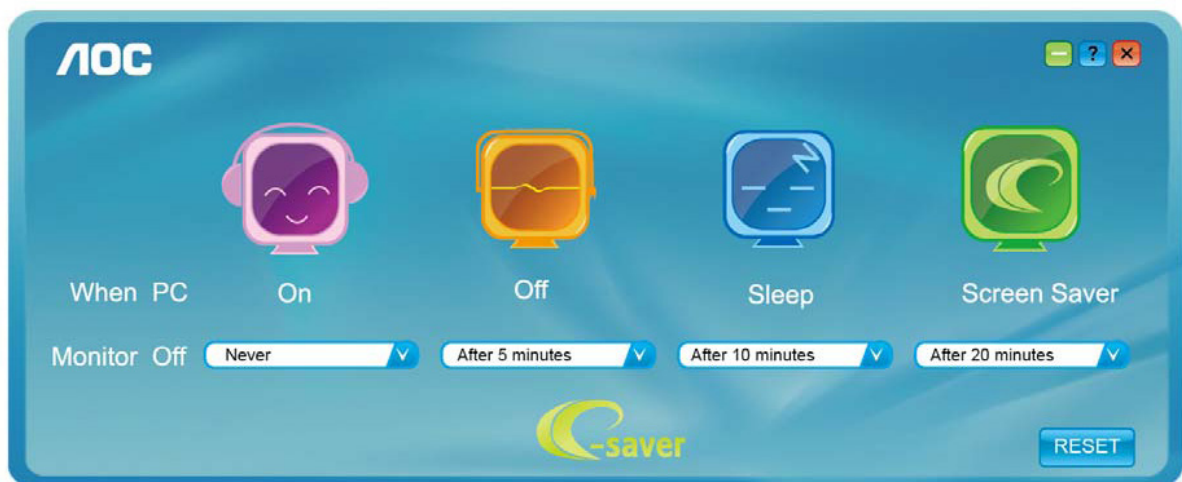 AOC
?
When PC On Off Sleep Screen Saver
Monitor Off Never After 5 minutes After 10 minutes After 20 minutes
e-saver
RESET